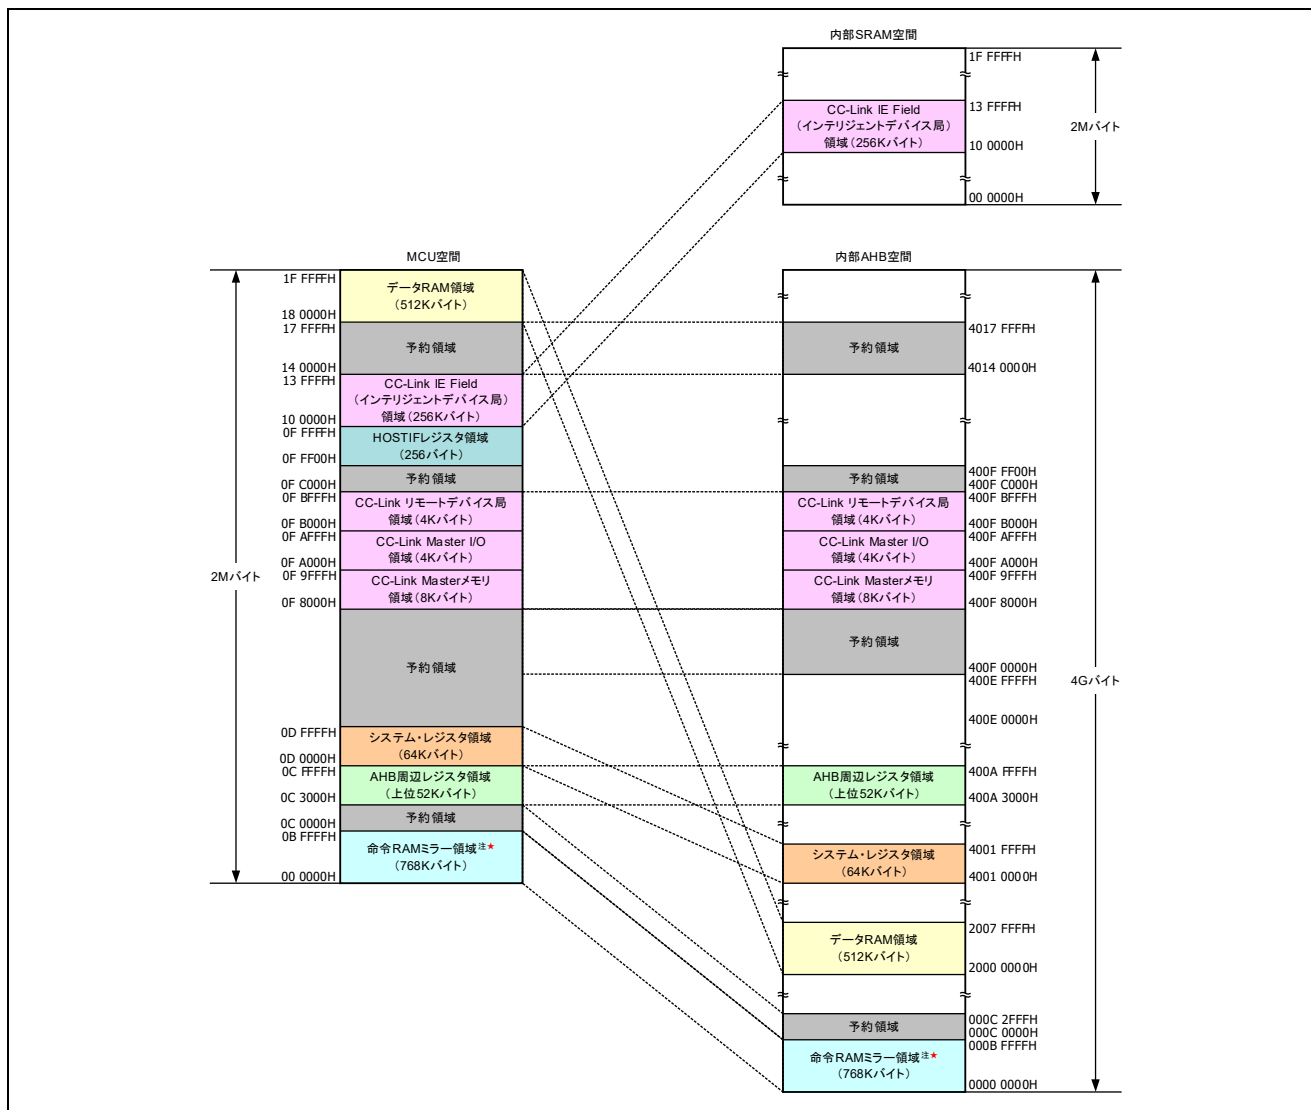 内部SRAM空間
1F FFFFH
CC-Link IE Field
(インテリジェントデバイス局)
領域(256Kバイト)
13 FFFFH
10 0000H
00 0000H
2Mバイト
MCU空間
1F FFFFH
データRAM領域
(512Kバイト)
18 0000H
17 FFFFH
予約領域
14 0000H
13 FFFFH
CC-Link IE Field
(インテリジェントデバイス局)
領域(256Kバイト)
10 0000H
0F FFFFH
HOSTIFレジスタ領域
(256バイト)
0F FF00H
予約領域
0F C000H
0F BFFFH
CC-Link リモートデバイス局
領域(4Kバイト)
0F B000H
0F AFFFH
CC-Link Master I/O
領域(4Kバイト)
0F A000H
0F 9FFFH
CC-Link Masterメモリ
領域(8Kバイト)
0F 8000H
予約領域
0D FFFFH
システム・レジスタ領域
(64Kバイト)
0D 0000H
0C FFFFH
AHB周辺レジスタ領域
(上位52Kバイト)
0C 3000H
予約領域
0C 0000H
0B FFFFH
命令RAMミラー領域注★
(768Kバイト)
00 0000H
2Mバイト
内部AHB空間
予約領域
4017 FFFFH
4014 0000H
予約領域
400F FF00H
400F C000H
400F BFFFH
CC-Link リモートデバイス局
領域(4Kバイト)
400F B000H
400F AFFFH
CC-Link Master I/O
領域(4Kバイト)
400F A000H
400F 9FFFH
CC-Link Masterメモリ
領域(8Kバイト)
400F 8000H
予約領域
400F 0000H
400E FFFFH
400E 0000H
400A FFFFH
AHB周辺レジスタ領域
(上位52Kバイト)
400A 3000H
システム・レジスタ領域
(64Kバイト)
4001 FFFFH
4001 0000H
データRAM領域
(512Kバイト)
2007 FFFFH
2000 0000H
予約領域
000C 2FFFH
000C 0000H
000B FFFFH
命令RAMミラー領域注★
(768Kバイト)
0000 0000H
4Gバイト